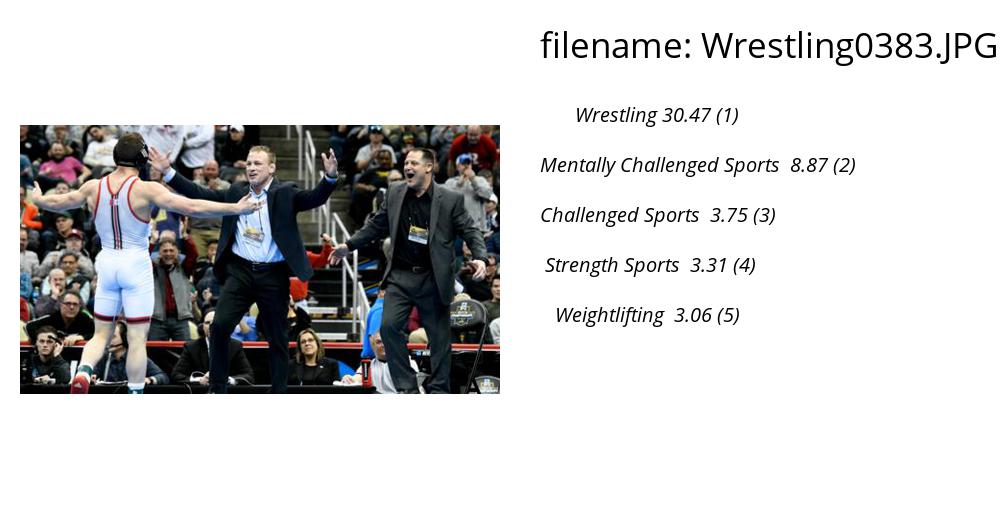 filename: Wrestling0383.JPG
Wrestling 30.47 (1)
Mentally Challenged Sports 8.87 (2)
Challenged Sports 3.75 (3)
Strength Sports 3.31 (4)
Weightlifting 3.06 (5)